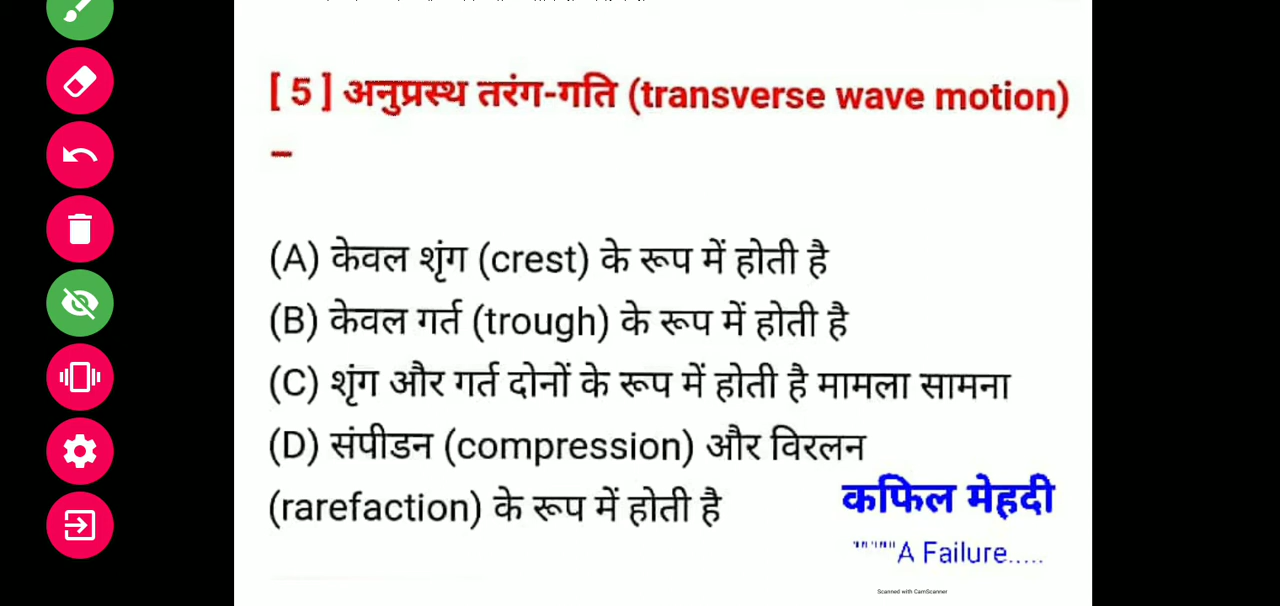 [ 5 ] अनुप्रस्थ तरंग-गति (transverse wave motion)
–
(A) केवल शृंग (crest) के रूप में होती है
(B) केवल गर्त (trough) के रूप में होती है
(C) शृंग और गर्त दोनों के रूप में होती है मामला सामना
(D) संपीडन (compression) और विरलन
(rarefaction) के रूप में होती है
कफिल मेहदी
"""""A Failure.....
Scanned with CamScanner